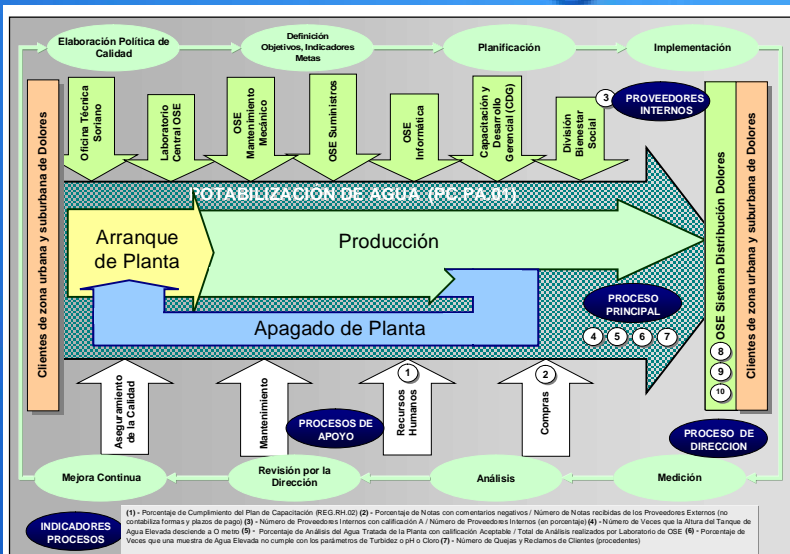 Elaboración Política de
Calidad
Definición
Objetivos, Indicadores
Metas
Planificación
Implementación
Clientes de zona urbana y suburbana de Dolores
Oficina Técnica
Soriano
Laboratorio
Central OSE
OSE
Mantenimiento
Mecánico
OSE Suministros
OSE
Informática
Capacitación y
Desarrollo
Gerencial (CDG)
División
Bienestar
Social
3
PROVEEDORES
INTERNOS
OSE Sistema Distribución Dolores
8
9
10
Clientes de zona urbana y suburbana de Dolores
POTABILIZACIÓN DE AGUA (PC.PA.01)
Arranque
de Planta
Producción
Apagado de Planta
PROCESO
PRINCIPAL
4 5 6 7
Aseguramiento
de la Calidad
Mantenimiento
PROCESOS DE
APOYO
1
Recursos
Humanos
2
Compras
PROCESO DE
DIRECCION
Mejora Continua
Revisión por la
Dirección
Análisis
Medición
INDICADORES
PROCESOS
(1) - Porcentaje de Cumplimiento del Plan de Capacitación (REG.RH.02) (2) - Porcentaje de Notas con comentarios negativos / Número de Notas recibidas de los Proveedores Externos (no
contabiliza formas y plazos de pago) (3) - Número de Proveedores Internos con calificación A / Número de Proveedores Internos (en porcentaje) (4) - Número de Veces que la Altura del Tanque de
Agua Elevada desciende a O metro (5) - Porcentaje de Análisis del Agua Tratada de la Planta con calificación Aceptable / Total de Análisis realizados por Laboratorio de OSE (6) - Porcentaje de
Veces que una muestra de Agua Elevada no cumple con los parámetros de Turbidez o pH o Cloro (7) - Número de Quejas y Reclamos de Clientes (procedentes)